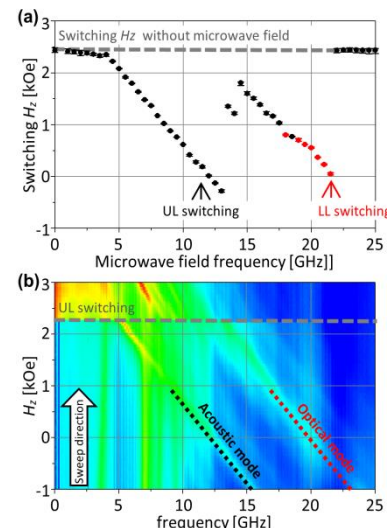 (a)
Switching Hz without microwave field
Switching Hz [kOe]
3
2
1
0
-1
UL switching
LL switching
0 5 10 15 20 25
Microwave field frequency [GHz]]
(b)
UL switching
Hz [kOe]
3
2
1
0
-1
Sweep direction
Acoustic mode
Optical mode
0 5 10 15 20 25
frequency [GHz]